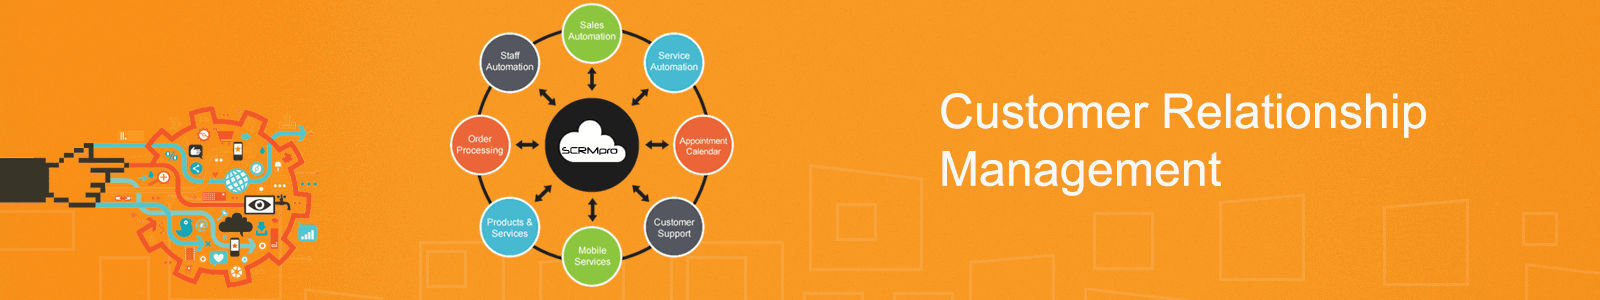 Sales
Automation
Staff
Automation
Service
Automation
Order
Processing
SCRMpro
Appointment
Calendar
Products &
Services
Customer
Support
Mobile
Services
Customer Relationship
Management